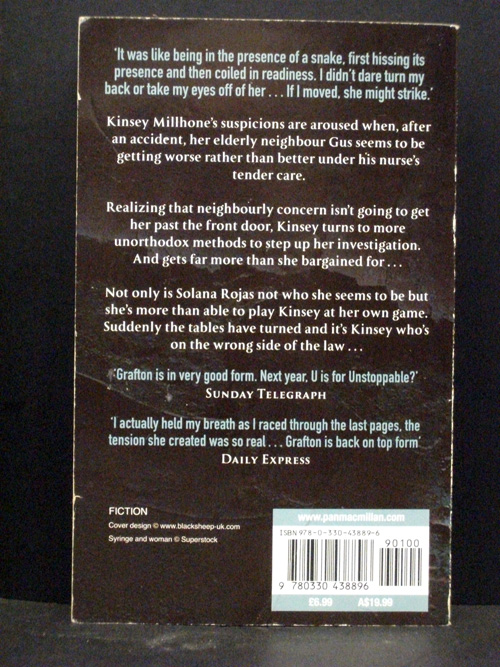 'It was like being in the presence of a snake, first hissing its
presence and then coiled in readiness. I didn't dare turn my
back or take my eyes off of her ... If I moved, she might strike.'
Kinsey Millhone's suspicions are aroused when, after
an accident, her elderly neighbour Gus seems to be
getting worse rather than better under his nurse's
tender care.
Realizing that neighbourly concern isn't going to get
her past the front door, Kinsey turns to more
unorthodox methods to step up her investigation.
And gets far more than she bargained for ...
Not only is Solana Rojas not who she seems to be but
she's more than able to play Kinsey at her own game.
Suddenly the tables have turned and it's Kinsey who's
on the wrong side of the law ...
'Grafton is in very good form. Next year, U is for Unstoppable?'
SUNDAY TELEGRAPH
'I actually held my breath as I raced through the last pages, the
tension she created was so real ... Grafton is back on top form'
DAILY EXPRESS
FICTION
Cover design © www.blacksheep-uk.com
Syringe and woman © Superstock
www.panmacmillan.com
ISBN 978-0-330-43889-6
90100
9 780330 438896
£6.99 A$19.99